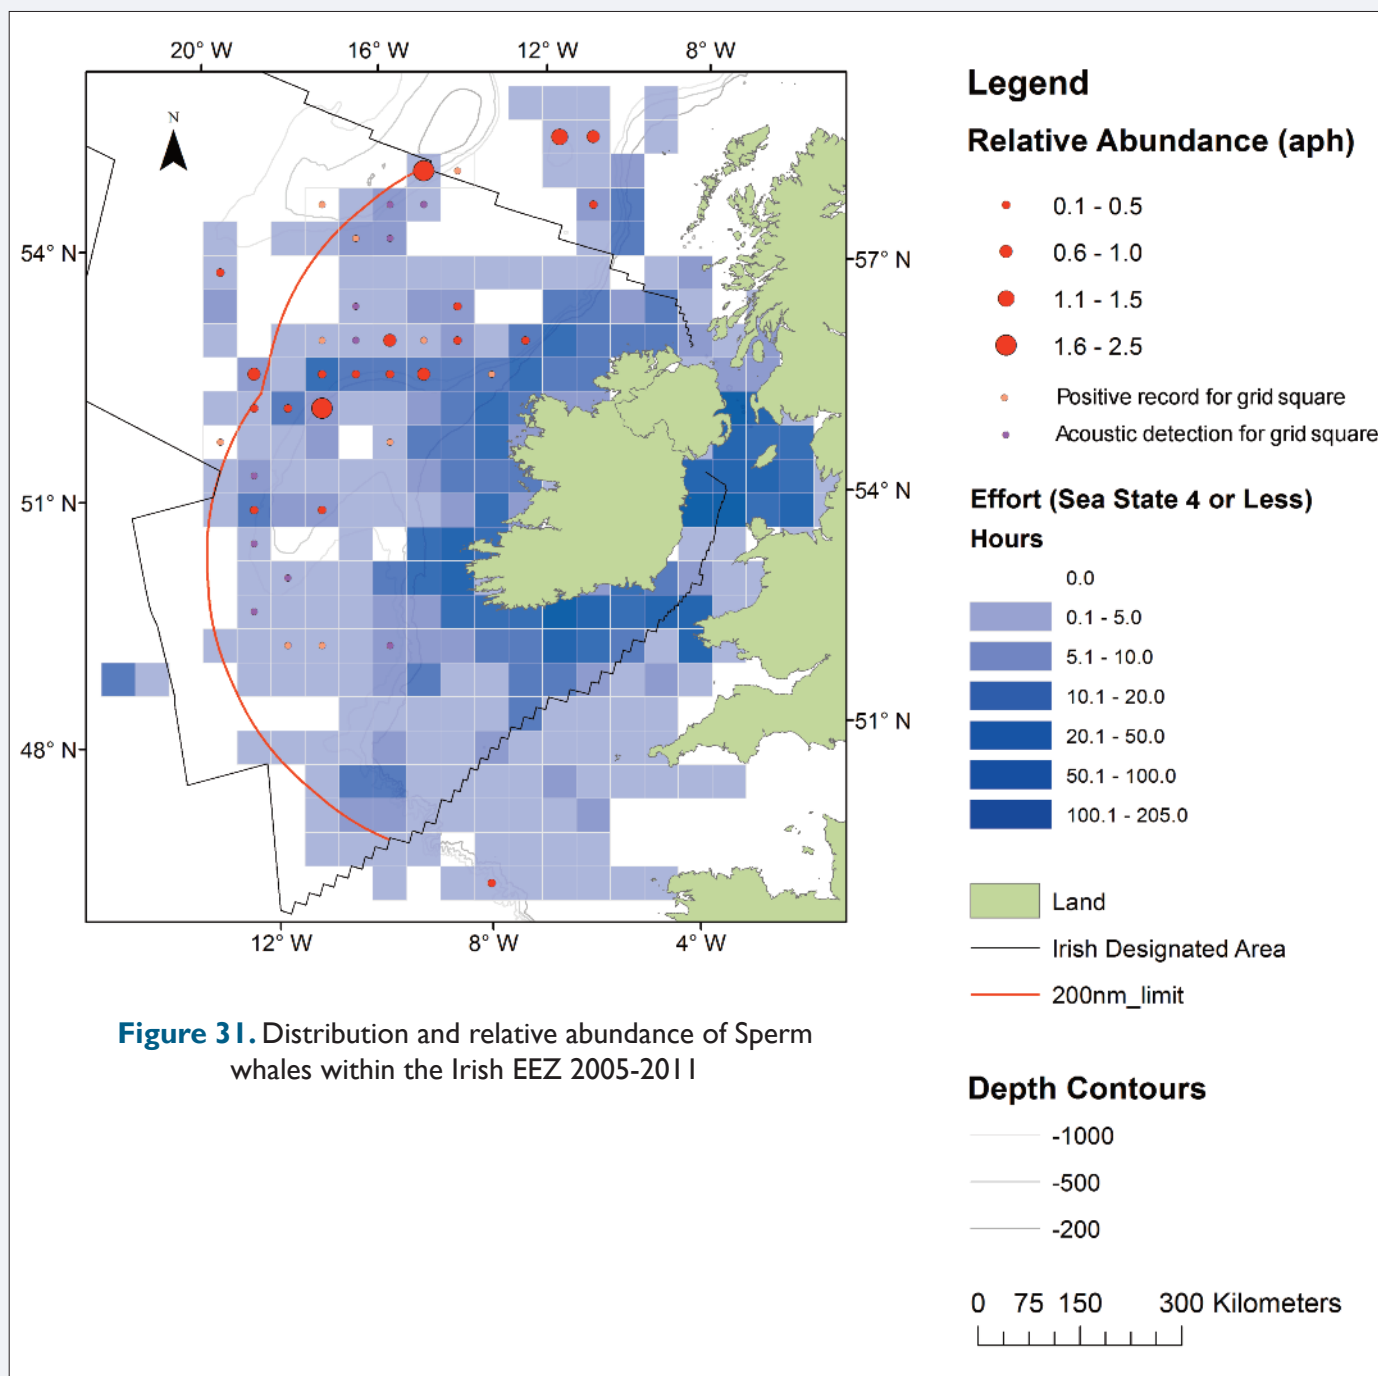 20° W 16° W 12° W 8° W
N
54° N
57° N
51° N
54° N
48° N
51° N
12° W 8° W 4° W
Figure 31. Distribution and relative abundance of Sperm
whales within the Irish EEZ 2005-2011
Legend
Relative Abundance (aph)
0.1 - 0.5
0.6 - 1.0
1.1 - 1.5
1.6 - 2.5
Positive record for grid square
Acoustic detection for grid square
Effort (Sea State 4 or Less)
Hours
0.0
0.1 - 5.0
5.1 - 10.0
10.1 - 20.0
20.1 - 50.0
50.1 - 100.0
100.1 - 205.0
Land
Irish Designated Area
200nm_limit
Depth Contours
-1000
-500
-200
0 75 150 300 Kilometers